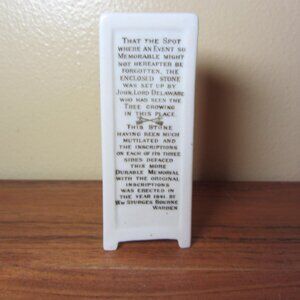 THAT THE SPOT
WHERE AN EVENT SO
MEMORABLE MIGHT
NOT HEREAFTER BE
FORGOTTEN, THE
ENCLOSED STONE
WAS SET UP BY
JOHN, LORD DELAWARE
WHO HAD SEEN THE
TREE GROWING
IN THIS PLACE.
THIS STONE
HAVING BEEN MUCH
MUTILATED AND
THE INSCRIPTIONS
ON EACH OF ITS THREE
SIDES DEFACED
THIS MORE
DURABLE MEMORIAL
WITH THE ORIGINAL
INSCRIPTIONS
WAS ERECTED IN
THE YEAR 1841 BY
WM STURGES BOURNE
WARDEN